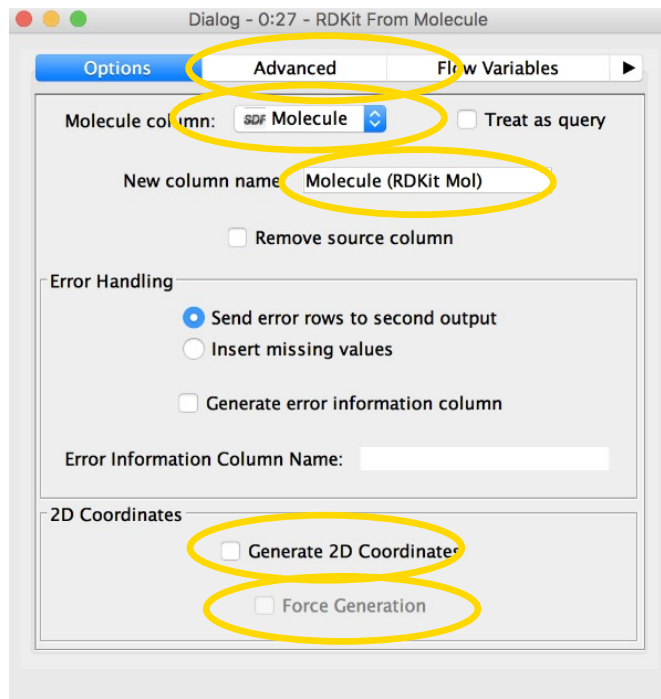 Dialog - 0:27 - RDKit From Molecule
Options Advanced Flow Variables
Molecule column: SDF Molecule Treat as query
New column name Molecule (RDKit Mol)
Remove source column
Error Handling
Send error rows to second output
Insert missing values
Generate error information column
Error Information Column Name:
2D Coordinates
Generate 2D Coordinates
Force Generation